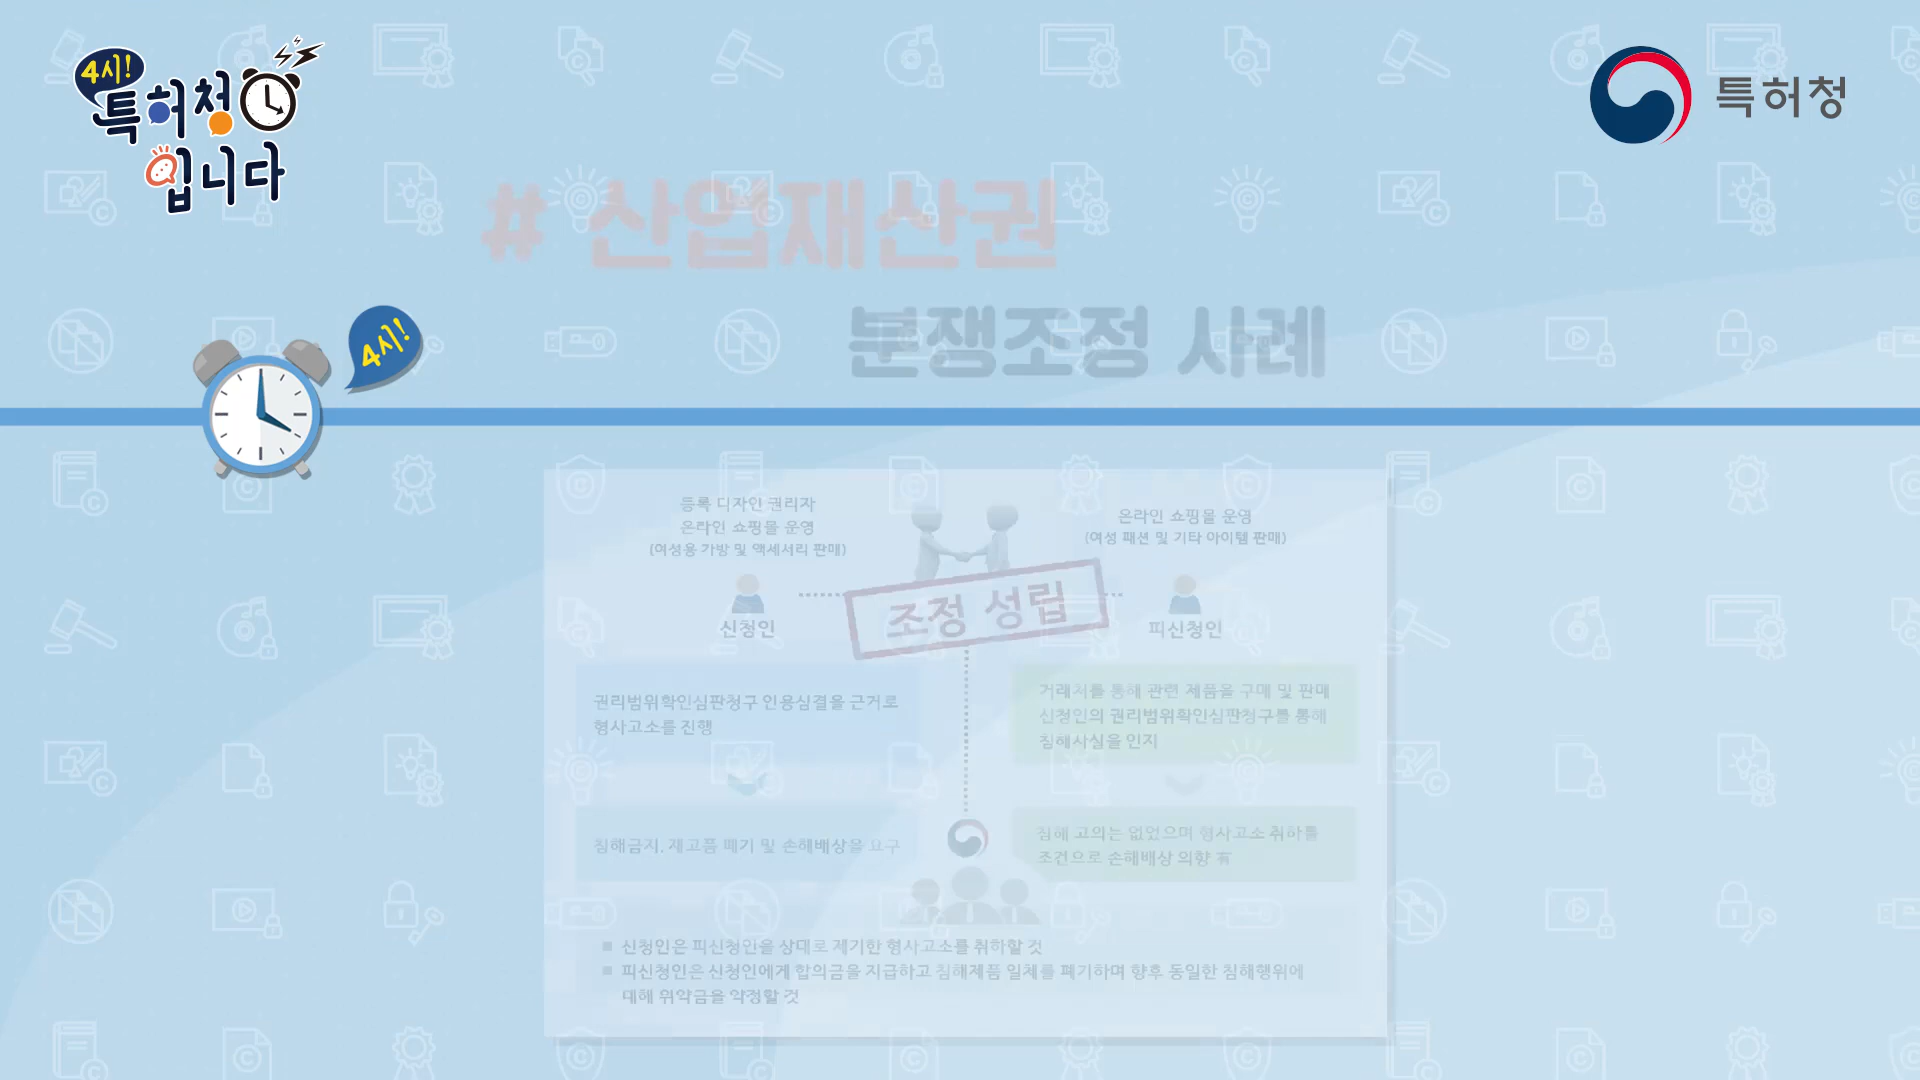 4시!
특허청
입니다
특허청
# 산업재산권
분쟁조정 사례
4시!
등록 디자인 권리자
온라인 쇼핑몰 운영
(여성용 가방 및 액세서리 판매)
신청인
조정 성립
온라인 쇼핑몰 운영
(여성 패션 및 기타 아이템 판매)
피신청인
권리범위확인심판청구 인용심결을 근거로
형사고소를 진행
거래처를 통해 관련 제품을 구매 및 판매
신청인의 권리범위확인심판청구를 통해
침해사실을 인지
침해금지, 재고품 폐기 및 손해배상을 요구
침해 고의는 없었으며 형사고소 취하를
조건으로 손해배상 의향 有
■ 신청인은 피신청인을 상대로 제기한 형사고소를 취하할 것
■ 피신청인은 신청인에게 합의금을 지급하고 침해제품 일체를 폐기하며 향후 동일한 침해행위에
대해 위약금을 약정할 것